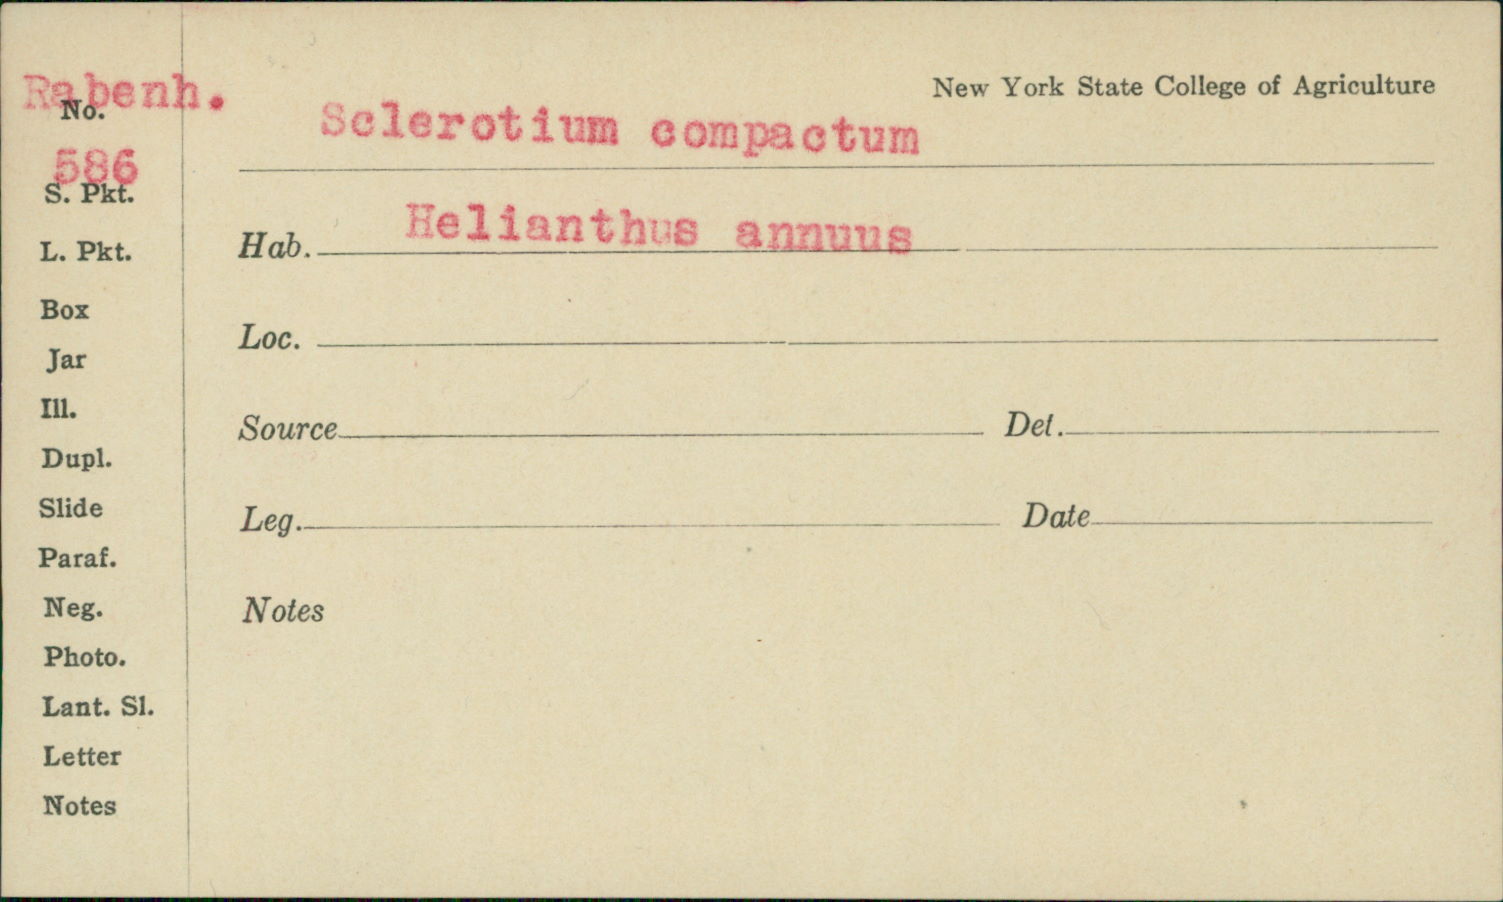 New York State College of Agriculture
Rabenh.
No.
586
Sclerotium compactum
S. Pkt.
Hab. Helianthus annuus
L. Pkt.
Box
Loc.
Jar
Ill.
Source Det.
Dupl.
Slide
Leg. Date
Paraf.
Neg.
Notes
Photo.
Lant. Sl.
Letter
Notes